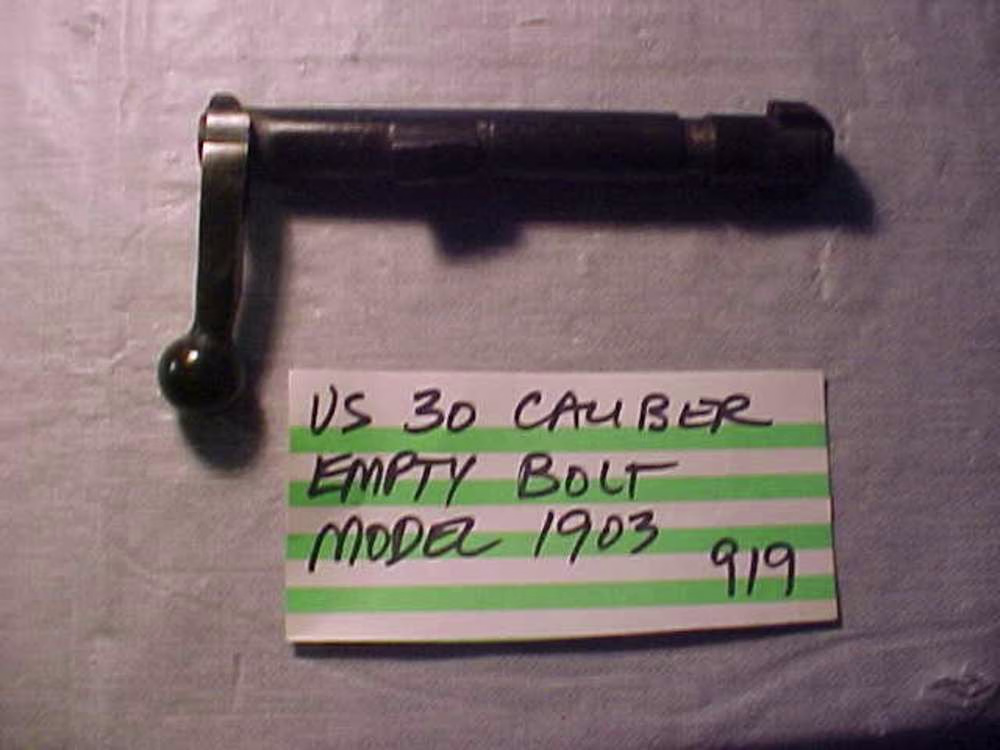 US 30 CALIBER
EMPTY BOLT
MODEL 1903
919